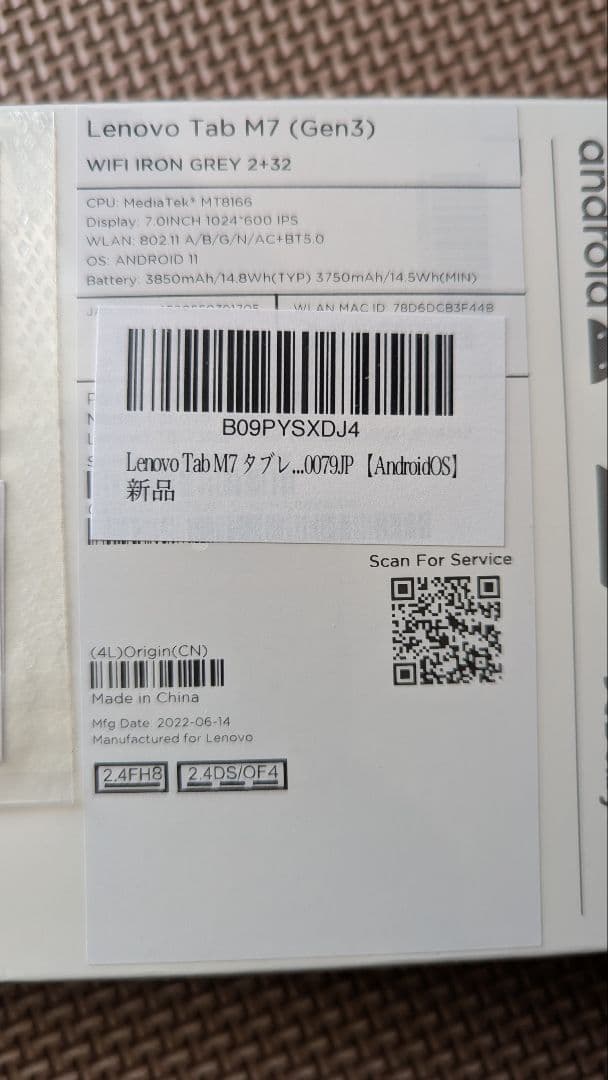 Lenovo Tab M7 (Gen3)
WIFI IRON GREY 2+32
CPU: MediaTek® MT8166
Display: 7.0INCH 1024*600 IPS
WLAN: 802.11 A/B/G/N/AC+BT5.0
OS: ANDROID 11
Battery: 3850mAh/14.8Wh(TYP) 3750mAh/14.5Wh(MIN)
WLAN MAC ID: 78D6DCB3F44B
B09PYSXDJ4
Lenovo Tab M7 タブレ...0079JP【AndroidOS】
新品
Scan For Service
(4L)Origin(CN)
Made in China
Mfg Date: 2022-06-14
Manufactured for Lenovo
2.4FH8 2.4DS/OF4
android